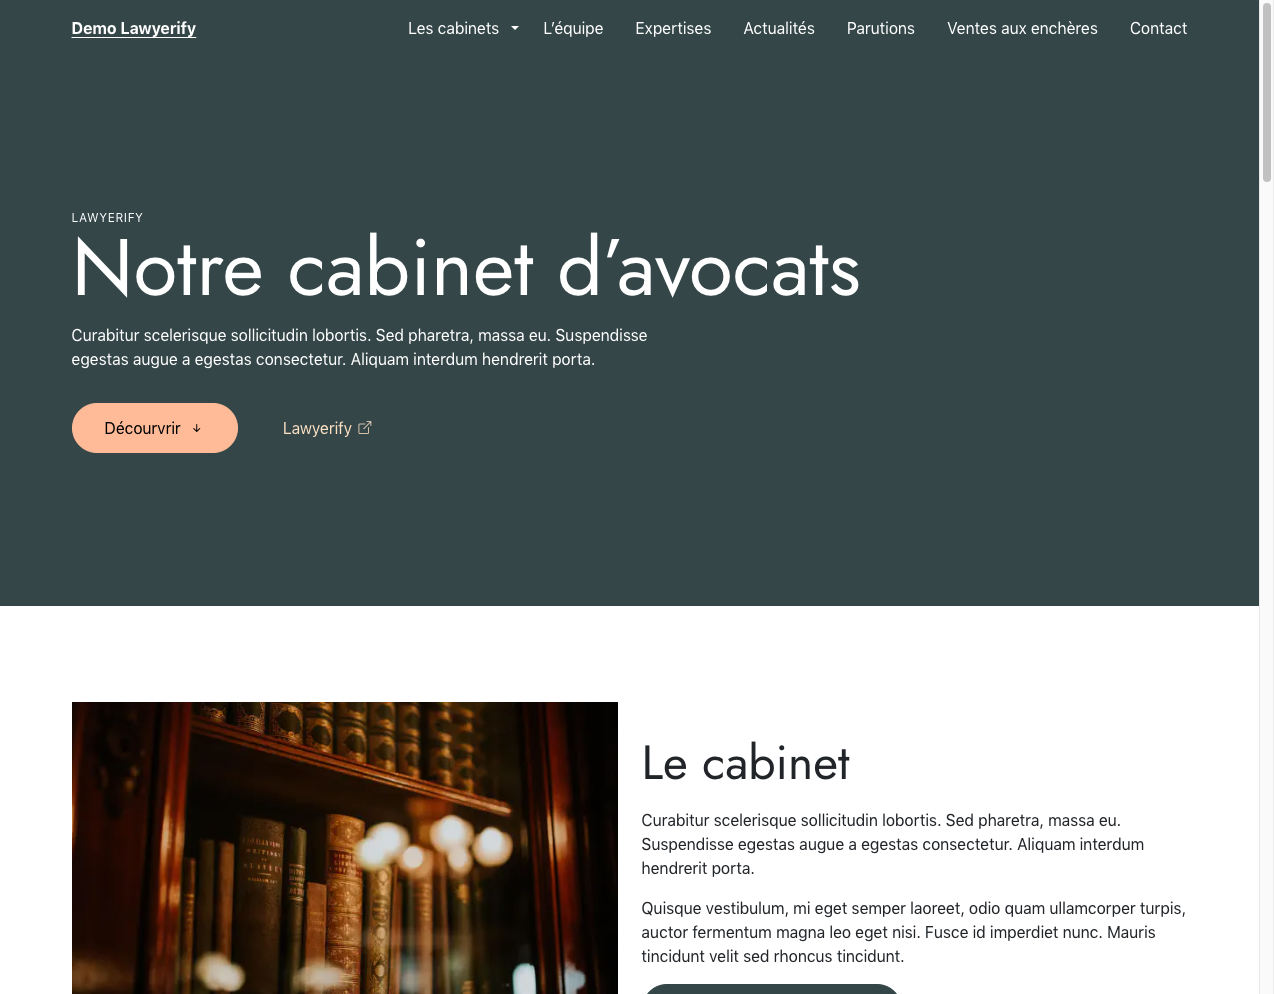 Demo Lawyerify
Les cabinets
L’équipe
Expertises
Actualités
Parutions
Ventes aux enchères
Contact
LAWYERIFY
Notre cabinet d’avocats
Curabitur scelerisque sollicitudin lobortis. Sed pharetra, massa eu. Suspendisse
egestas augue a egestas consectetur. Aliquam interdum hendrerit porta.
Décourvrir ↓
Lawyerify
Le cabinet
Curabitur scelerisque sollicitudin lobortis. Sed pharetra, massa eu.
Suspendisse egestas augue a egestas consectetur. Aliquam interdum
hendrerit porta.
Quisque vestibulum, mi eget semper laoreet, odio quam ullamcorper turpis,
auctor fermentum magna leo eget nisi. Fusce id imperdiet nunc. Mauris
tincidunt velit sed rhoncus tincidunt.